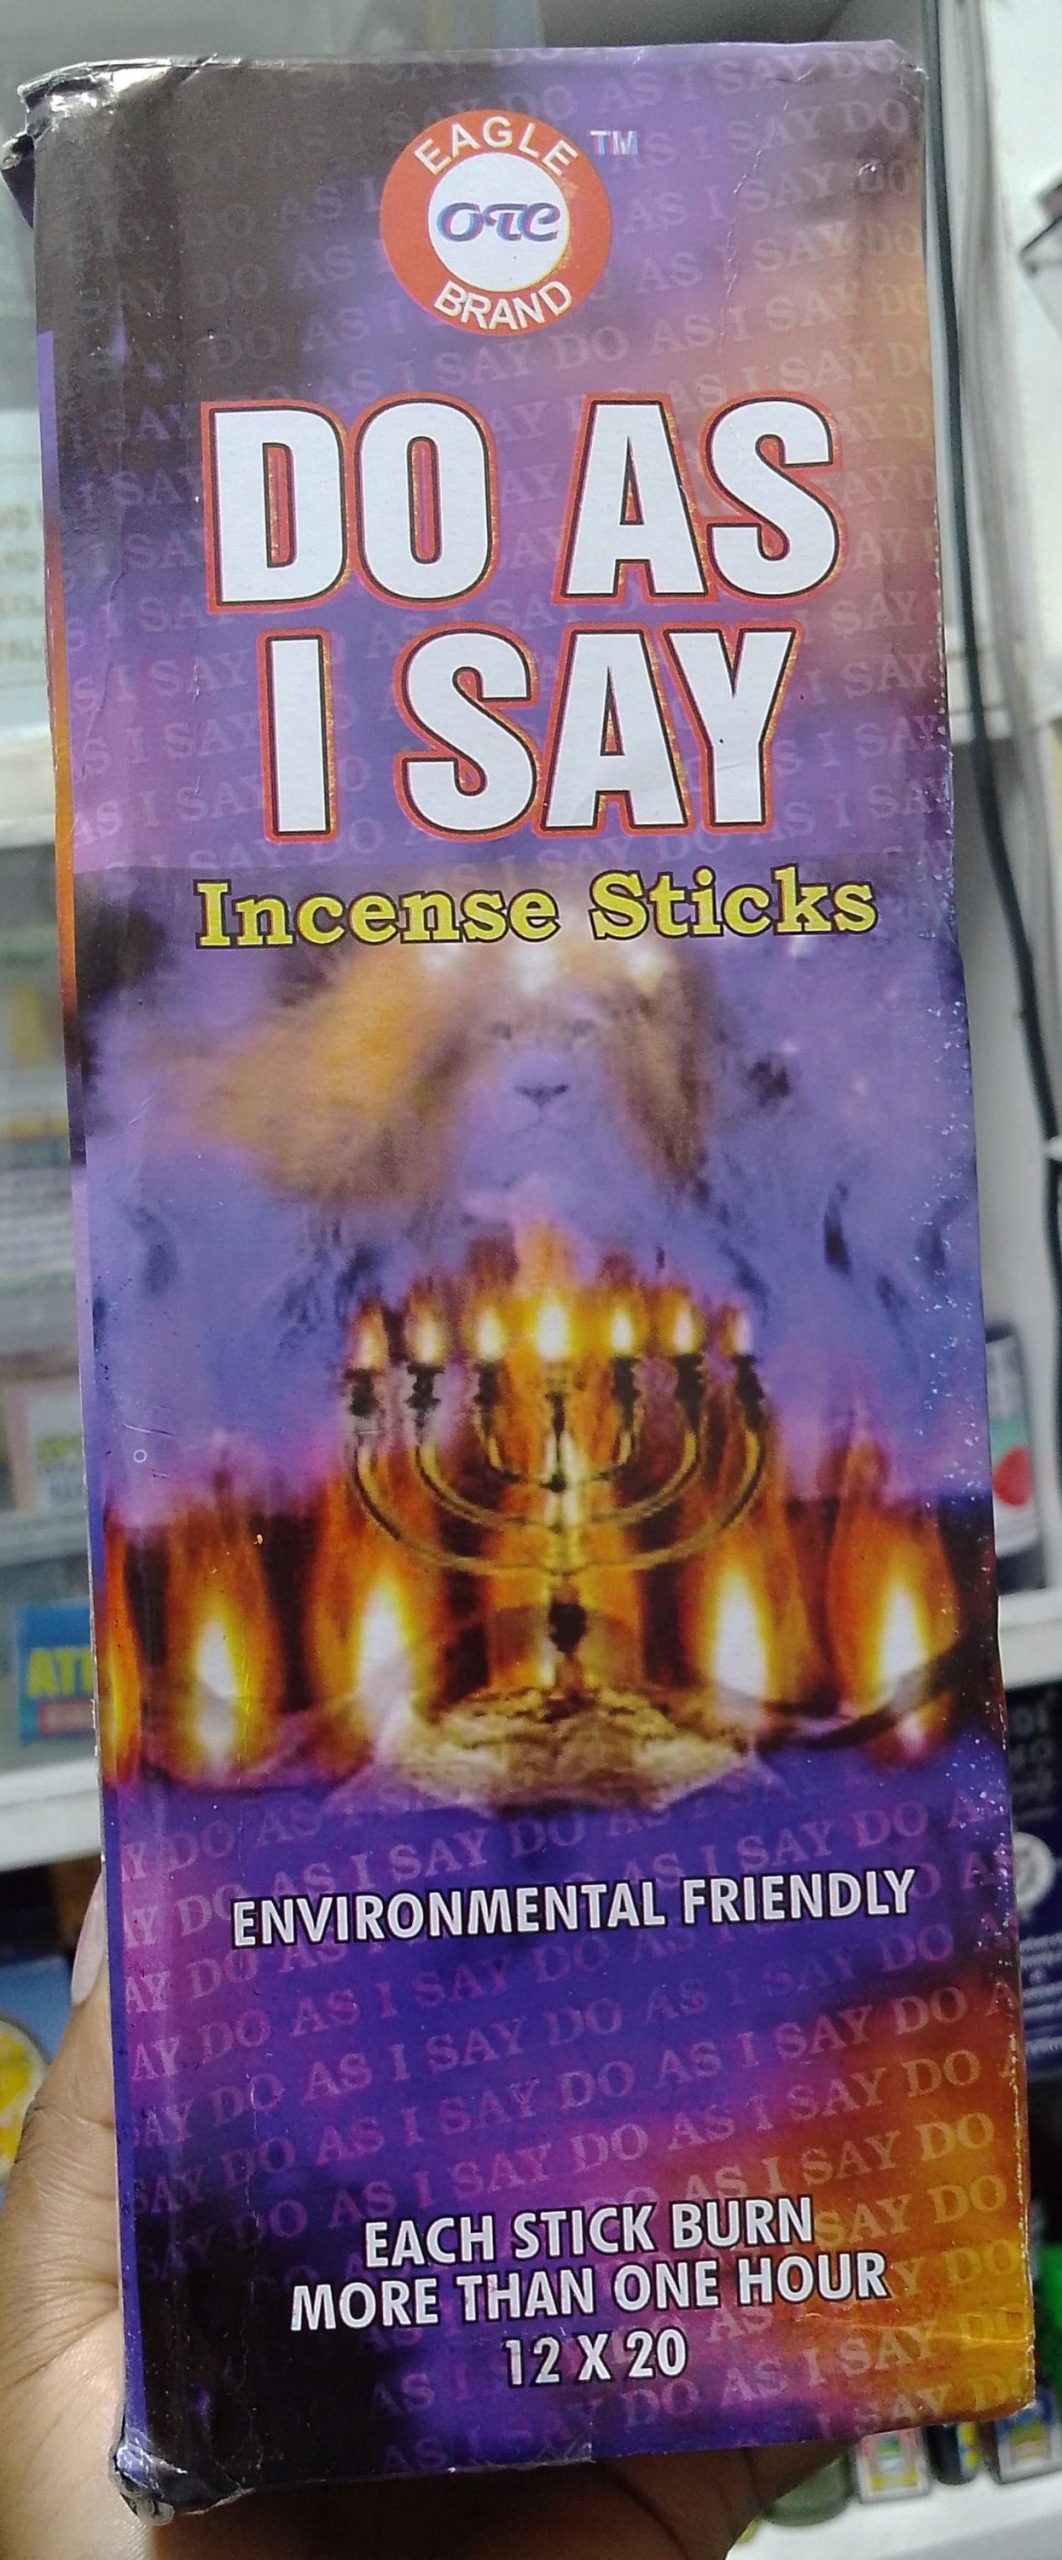 EAGLE
OTC
BRAND
TM
DO AS
I SAY
Incense Sticks
ENVIRONMENTAL FRIENDLY
EACH STICK BURN
MORE THAN ONE HOUR
12 X 20